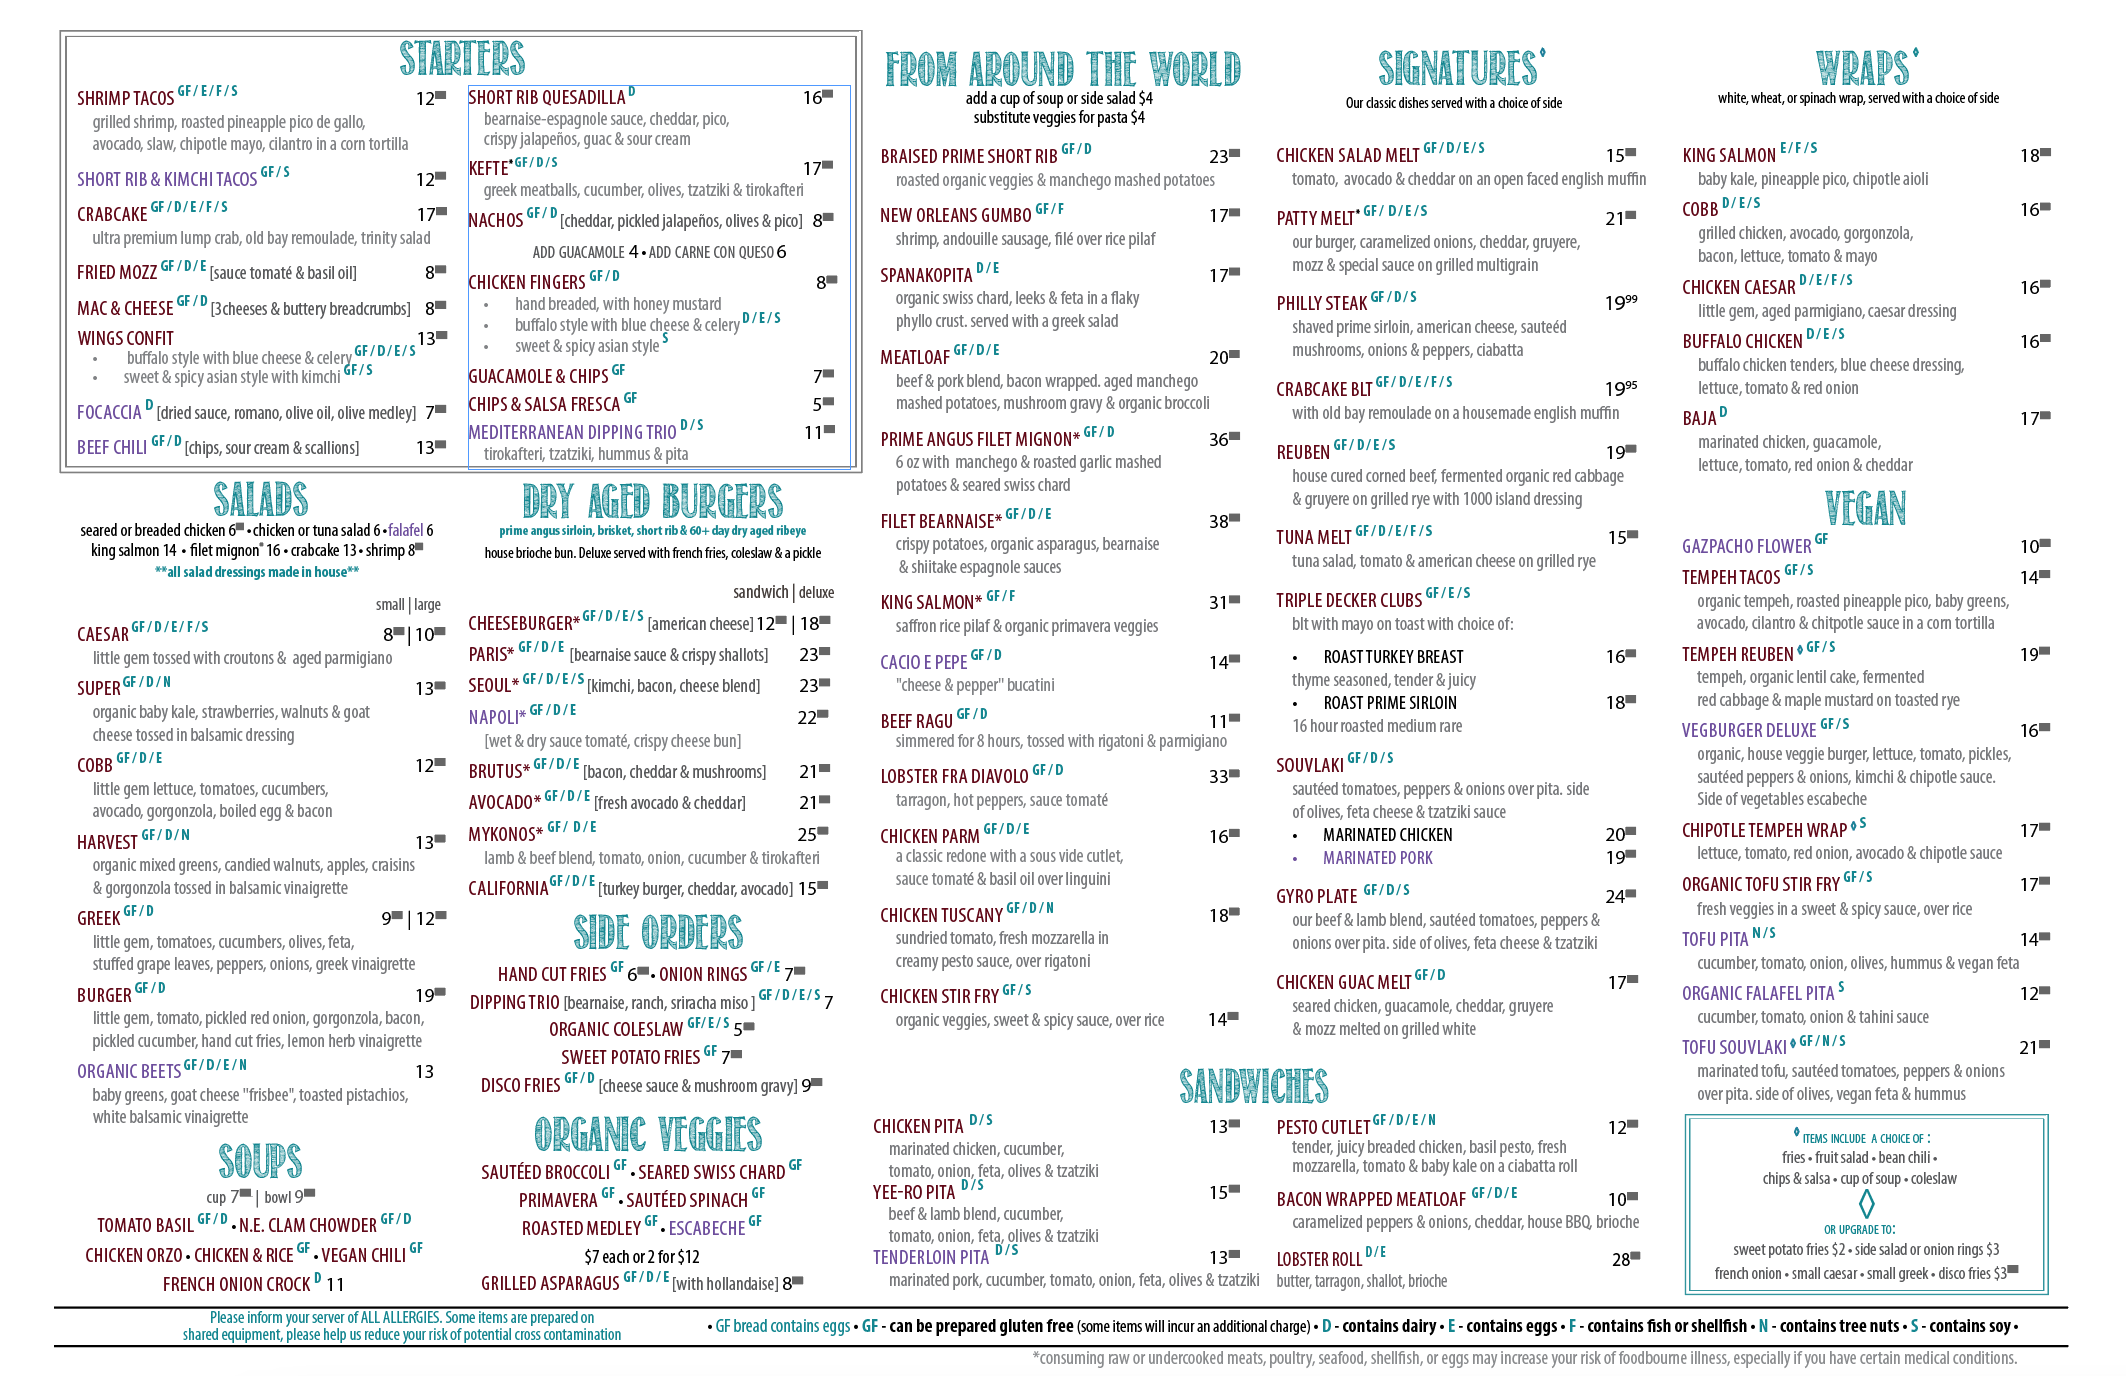 STARTERS
SHRIMP TACOS GF/E/F/S 12
grilled shrimp, roasted pineapple pico de gallo,
avocado, slaw, chipotle mayo, cilantro in a corn tortilla
SHORT RIB & KIMCHI TACOS GF/S 12
CRABCAKE GF/D/E/F/S 17
ultra premium lump crab, old bay remoulade, trinity salad
FRIED MOZZ GF/D/E [sauce tomaté & basil oil] 8
MAC & CHEESE GF/D [3cheeses & buttery breadcrumbs] 8
WINGS CONFIT 13
• buffalo style with blue cheese & celery GF/D/E/S
• sweet & spicy asian style with kimchi GF/S
FOCACCIA D [dried sauce, romano, olive oil, olive medley] 7
BEEF CHILI GF/D [chips, sour cream & scallions] 13
SHORT RIB QUESADILLA D 16
bearnaise-espagnole sauce, cheddar, pico,
crispy jalapeños, guac & sour cream
KEFTE* GF/D/S 17
greek meatballs, cucumber, olives, tzatziki & tirokafteri
NACHOS GF/D [cheddar, pickled jalapeños, olives & pico] 8
ADD GUACAMOLE 4 • ADD CARNE CON QUESO 6
CHICKEN FINGERS GF/D 8
• hand breaded, with honey mustard
• buffalo style with blue cheese & celery D/E/S
• sweet & spicy asian style S
GUACAMOLE & CHIPS GF 7
CHIPS & SALSA FRESCA GF 5
MEDITERRANEAN DIPPING TRIO D/S 11
tirokafteri, tzatziki, hummus & pita
SALADS
seared or breaded chicken 6 • chicken or tuna salad 6 • falafel 6
king salmon 14 • filet mignon* 16 • crabcake 13 • shrimp 8
**all salad dressings made in house**
small | large
CAESAR GF/D/E/F/S 8 | 10
little gem tossed with croutons & aged parmigiano
SUPER GF/D/N 13
organic baby kale, strawberries, walnuts & goat
cheese tossed in balsamic dressing
COBB GF/D/E 12
little gem lettuce, tomatoes, cucumbers,
avocado, gorgonzola, boiled egg & bacon
HARVEST GF/D/N 13
organic mixed greens, candied walnuts, apples, craisins
& gorgonzola tossed in balsamic vinaigrette
GREEK GF/D 9 | 12
little gem, tomatoes, cucumbers, olives, feta,
stuffed grape leaves, peppers, onions, greek vinaigrette
BURGER GF/D 19
little gem, tomato, pickled red onion, gorgonzola, bacon,
pickled cucumber, hand cut fries, lemon herb vinaigrette
ORGANIC BEETS GF/D/E/N 13
baby greens, goat cheese "frisbee", toasted pistachios,
white balsamic vinaigrette
SOUPS
cup 7 | bowl 9
TOMATO BASIL GF/D • N.E. CLAM CHOWDER GF/D
CHICKEN ORZO • CHICKEN & RICE GF • VEGAN CHILI GF
FRENCH ONION CROCK D 11
DRY AGED BURGERS
prime angus sirloin, brisket, short rib & 60+ day dry aged ribeye
house brioche bun. Deluxe served with french fries, coleslaw & a pickle
sandwich | deluxe
CHEESEBURGER* GF/D/E/S [american cheese] 12 | 18
PARIS* GF/D/E [bearnaise sauce & crispy shallots] 23
SEOUL* GF/D/E/S [kimchi, bacon, cheese blend] 23
NAPOLI* GF/D/E 22
[wet & dry sauce tomaté, crispy cheese bun]
BRUTUS* GF/D/E [bacon, cheddar & mushrooms] 21
AVOCADO* GF/D/E [fresh avocado & cheddar] 21
MYKONOS* GF/ D/E 25
lamb & beef blend, tomato, onion, cucumber & tirokafteri
CALIFORNIA GF/D/E [turkey burger, cheddar, avocado] 15
SIDE ORDERS
HAND CUT FRIES GF 6 • ONION RINGS GF/E 7
DIPPING TRIO [bearnaise, ranch, sriracha miso ] GF/D/E/S 7
ORGANIC COLESLAW GF/E/S 5
SWEET POTATO FRIES GF 7
DISCO FRIES GF/D [cheese sauce & mushroom gravy] 9
ORGANIC VEGGIES
SAUTÉED BROCCOLI GF • SEARED SWISS CHARD GF
PRIMAVERA GF • SAUTÉED SPINACH GF
ROASTED MEDLEY GF • ESCABECHE GF
$7 each or 2 for $12
GRILLED ASPARAGUS GF/D/E [with hollandaise] 8
FROM AROUND THE WORLD
add a cup of soup or side salad $4
substitute veggies for pasta $4
BRAISED PRIME SHORT RIB GF/D 23
roasted organic veggies & manchego mashed potatoes
NEW ORLEANS GUMBO GF/F 17
shrimp, andouille sausage, filé over rice pilaf
SPANAKOPITA D/E 17
organic swiss chard, leeks & feta in a flaky
phyllo crust. served with a greek salad
MEATLOAF GF/D/E 20
beef & pork blend, bacon wrapped. aged manchego
mashed potatoes, mushroom gravy & organic broccoli
PRIME ANGUS FILET MIGNON* GF/D 36
6 oz with manchego & roasted garlic mashed
potatoes & seared swiss chard
FILET BEARNAISE* GF/D/E 38
crispy potatoes, organic asparagus, bearnaise
& shiitake espagnole sauces
KING SALMON* GF/F 31
saffron rice pilaf & organic primavera veggies
CACIO E PEPE GF/D 14
"cheese & pepper" bucatini
BEEF RAGU GF/D 11
simmered for 8 hours, tossed with rigatoni & parmigiano
LOBSTER FRA DIAVOLO GF/D 33
tarragon, hot peppers, sauce tomaté
CHICKEN PARM GF/D/E 16
a classic redone with a sous vide cutlet,
sauce tomaté & basil oil over linguini
CHICKEN TUSCANY GF/D/N 18
sundried tomato, fresh mozzarella in
creamy pesto sauce, over rigatoni
CHICKEN STIR FRY GF/S
organic veggies, sweet & spicy sauce, over rice 14
SIGNATURES◊
Our classic dishes served with a choice of side
CHICKEN SALAD MELT GF/D/E/S 15
tomato, avocado & cheddar on an open faced english muffin
PATTY MELT* GF/ D/E/S 21
our burger, caramelized onions, cheddar, gruyere,
mozz & special sauce on grilled multigrain
PHILLY STEAK GF/D/S 19 99
shaved prime sirloin, american cheese, sauteéd
mushrooms, onions & peppers, ciabatta
CRABCAKE BLT GF/D/E/F/S 19 95
with old bay remoulade on a housemade english muffin
REUBEN GF/D/E/S 19
house cured corned beef, fermented organic red cabbage
& gruyere on grilled rye with 1000 island dressing
TUNA MELT GF/D/E/F/S 15
tuna salad, tomato & american cheese on grilled rye
TRIPLE DECKER CLUBS GF/E/S
blt with mayo on toast with choice of:
• ROAST TURKEY BREAST 16
thyme seasoned, tender & juicy
• ROAST PRIME SIRLOIN 18
16 hour roasted medium rare
SOUVLAKI GF/D/S
sautéed tomatoes, peppers & onions over pita. side
of olives, feta cheese & tzatziki sauce
• MARINATED CHICKEN 20
• MARINATED PORK 19
GYRO PLATE GF/D/S 24
our beef & lamb blend, sautéed tomatoes, peppers &
onions over pita. side of olives, feta cheese & tzatziki
CHICKEN GUAC MELT GF/D 17
seared chicken, guacamole, cheddar, gruyere
& mozz melted on grilled white
SANDWICHES
CHICKEN PITA D/S 13
marinated chicken, cucumber,
tomato, onion, feta, olives & tzatziki
YEE-RO PITA D/S 15
beef & lamb blend, cucumber,
tomato, onion, feta, olives & tzatziki
TENDERLOIN PITA D/S 13
marinated pork, cucumber, tomato, onion, feta, olives & tzatziki
PESTO CUTLET GF/D/E/N 12
tender, juicy breaded chicken, basil pesto, fresh
mozzarella, tomato & baby kale on a ciabatta roll
BACON WRAPPED MEATLOAF GF/D/E 10
caramelized peppers & onions, cheddar, house BBQ, brioche
LOBSTER ROLL D/E 28
butter, tarragon, shallot, brioche
WRAPS◊
white, wheat, or spinach wrap, served with a choice of side
KING SALMON E/F/S 18
baby kale, pineapple pico, chipotle aioli
COBB D/E/S 16
grilled chicken, avocado, gorgonzola,
bacon, lettuce, tomato & mayo
CHICKEN CAESAR D/E/F/S 16
little gem, aged parmigiano, caesar dressing
BUFFALO CHICKEN D/E/S 16
buffalo chicken tenders, blue cheese dressing,
lettuce, tomato & red onion
BAJA D 17
marinated chicken, guacamole,
lettuce, tomato, red onion & cheddar
VEGAN
GAZPACHO FLOWER GF 10
TEMPEH TACOS GF/S 14
organic tempeh, roasted pineapple pico, baby greens,
avocado, cilantro & chitpotle sauce in a corn tortilla
TEMPEH REUBEN ◊ GF/S 19
tempeh, organic lentil cake, fermented
red cabbage & maple mustard on toasted rye
VEGBURGER DELUXE GF/S 16
organic, house veggie burger, lettuce, tomato, pickles,
sautéed peppers & onions, kimchi & chipotle sauce.
Side of vegetables escabeche
CHIPOTLE TEMPEH WRAP ◊ S 17
lettuce, tomato, red onion, avocado & chipotle sauce
ORGANIC TOFU STIR FRY GF/S 17
fresh veggies in a sweet & spicy sauce, over rice
TOFU PITA N/S 14
cucumber, tomato, onion, olives, hummus & vegan feta
ORGANIC FALAFEL PITA S 12
cucumber, tomato, onion & tahini sauce
TOFU SOUVLAKI ◊ GF/N/S 21
marinated tofu, sautéed tomatoes, peppers & onions
over pita. side of olives, vegan feta & hummus
◊ ITEMS INCLUDE A CHOICE OF :
fries • fruit salad • bean chili •
chips & salsa • cup of soup • coleslaw
◊
OR UPGRADE TO:
sweet potato fries $2 • side salad or onion rings $3
french onion • small caesar • small greek • disco fries $3
Please inform your server of ALL ALLERGIES. Some items are prepared on
shared equipment, please help us reduce your risk of potential cross contamination
• GF bread contains eggs • GF - can be prepared gluten free (some items will incur an additional charge) • D - contains dairy • E - contains eggs • F - contains fish or shellfish • N - contains tree nuts • S - contains soy •
*consuming raw or undercooked meats, poultry, seafood, shellfish, or eggs may increase your risk of foodbourne illness, especially if you have certain medical conditions.